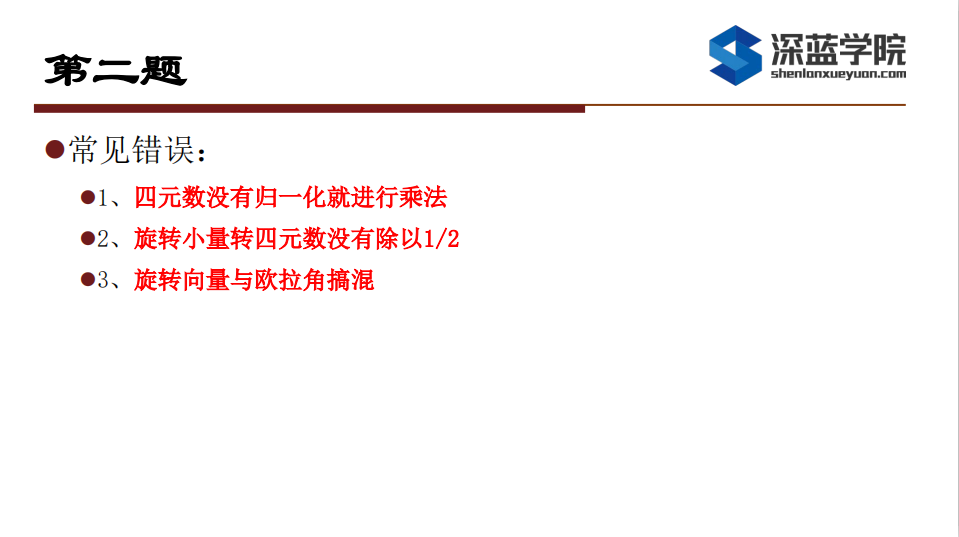 第二题
深蓝学院
shenlanxueyuan.com
●常见错误：
●1、四元数没有归一化就进行乘法
●2、旋转小量转四元数没有除以1/2
●3、旋转向量与欧拉角搞混